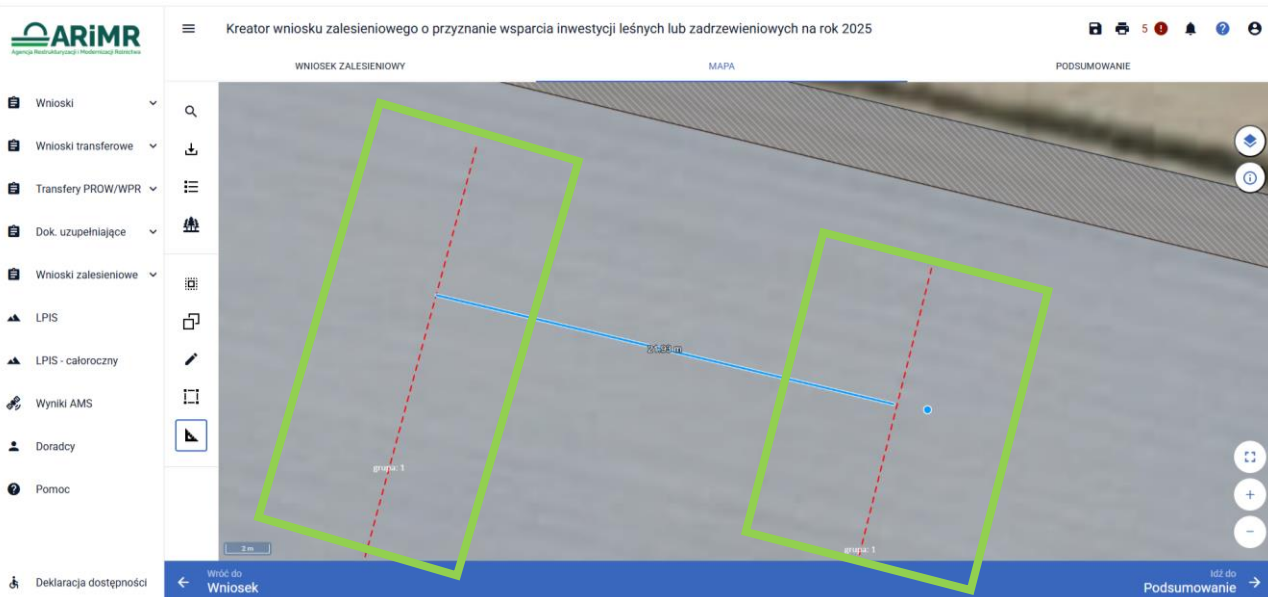 ARiMR
Agencja Restrukturyzacji i Modernizacji Rolnictwa
Kreator wniosku zalesieniowego o przyznanie wsparcia inwestycji leśnych lub zadrzewieniowych na rok 2025
5
WNIOSEK ZALESIENIOWY
MAPA
PODSUMOWANIE
Wnioski
Wnioski transferowe
Transfery PROW/WPR
Dok. uzupełniające
Wnioski zalesieniowe
LPIS
LPIS - całoroczny
Wyniki AMS
Doradcy
Pomoc
Deklaracja dostępności
21.93 m
grupa: 1
grupa: 1
2 m
Wróć do
Wniosek
Idź do
Podsumowanie